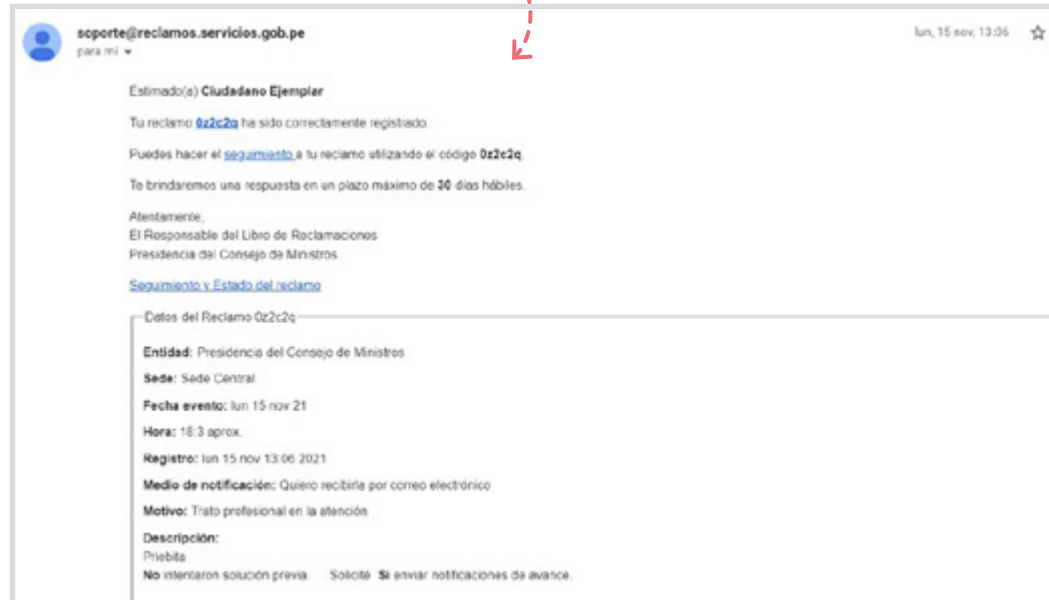 soporte@reclamos.servicios.gob.pe
lun, 15 nov, 13:06
para mí
Estimado(a) Ciudadano Ejemplar
Tu reclamo 0z2c2q ha sido correctamente registrado.
Puedes hacer el seguimiento a tu reclamo utilizando el código 0z2c2q.
Te brindaremos una respuesta en un plazo máximo de 30 días hábiles.
Atentamente,
El Responsable del Libro de Reclamaciones
Presidencia del Consejo de Ministros
Seguimiento y Estado del reclamo
Datos del Reclamo 0z2c2q
Entidad: Presidencia del Consejo de Ministros
Sede: Sede Central
Fecha evento: lun 15 nov 21
Hora: 18:3 aprox.
Registro: lun 15 nov 13:06 2021
Medio de notificación: Quiero recibirla por correo electrónico
Motivo: Trato profesional en la atención
Descripción:
Priebita
No intentaron solución previa. Solicité Si enviar notificaciones de avance.